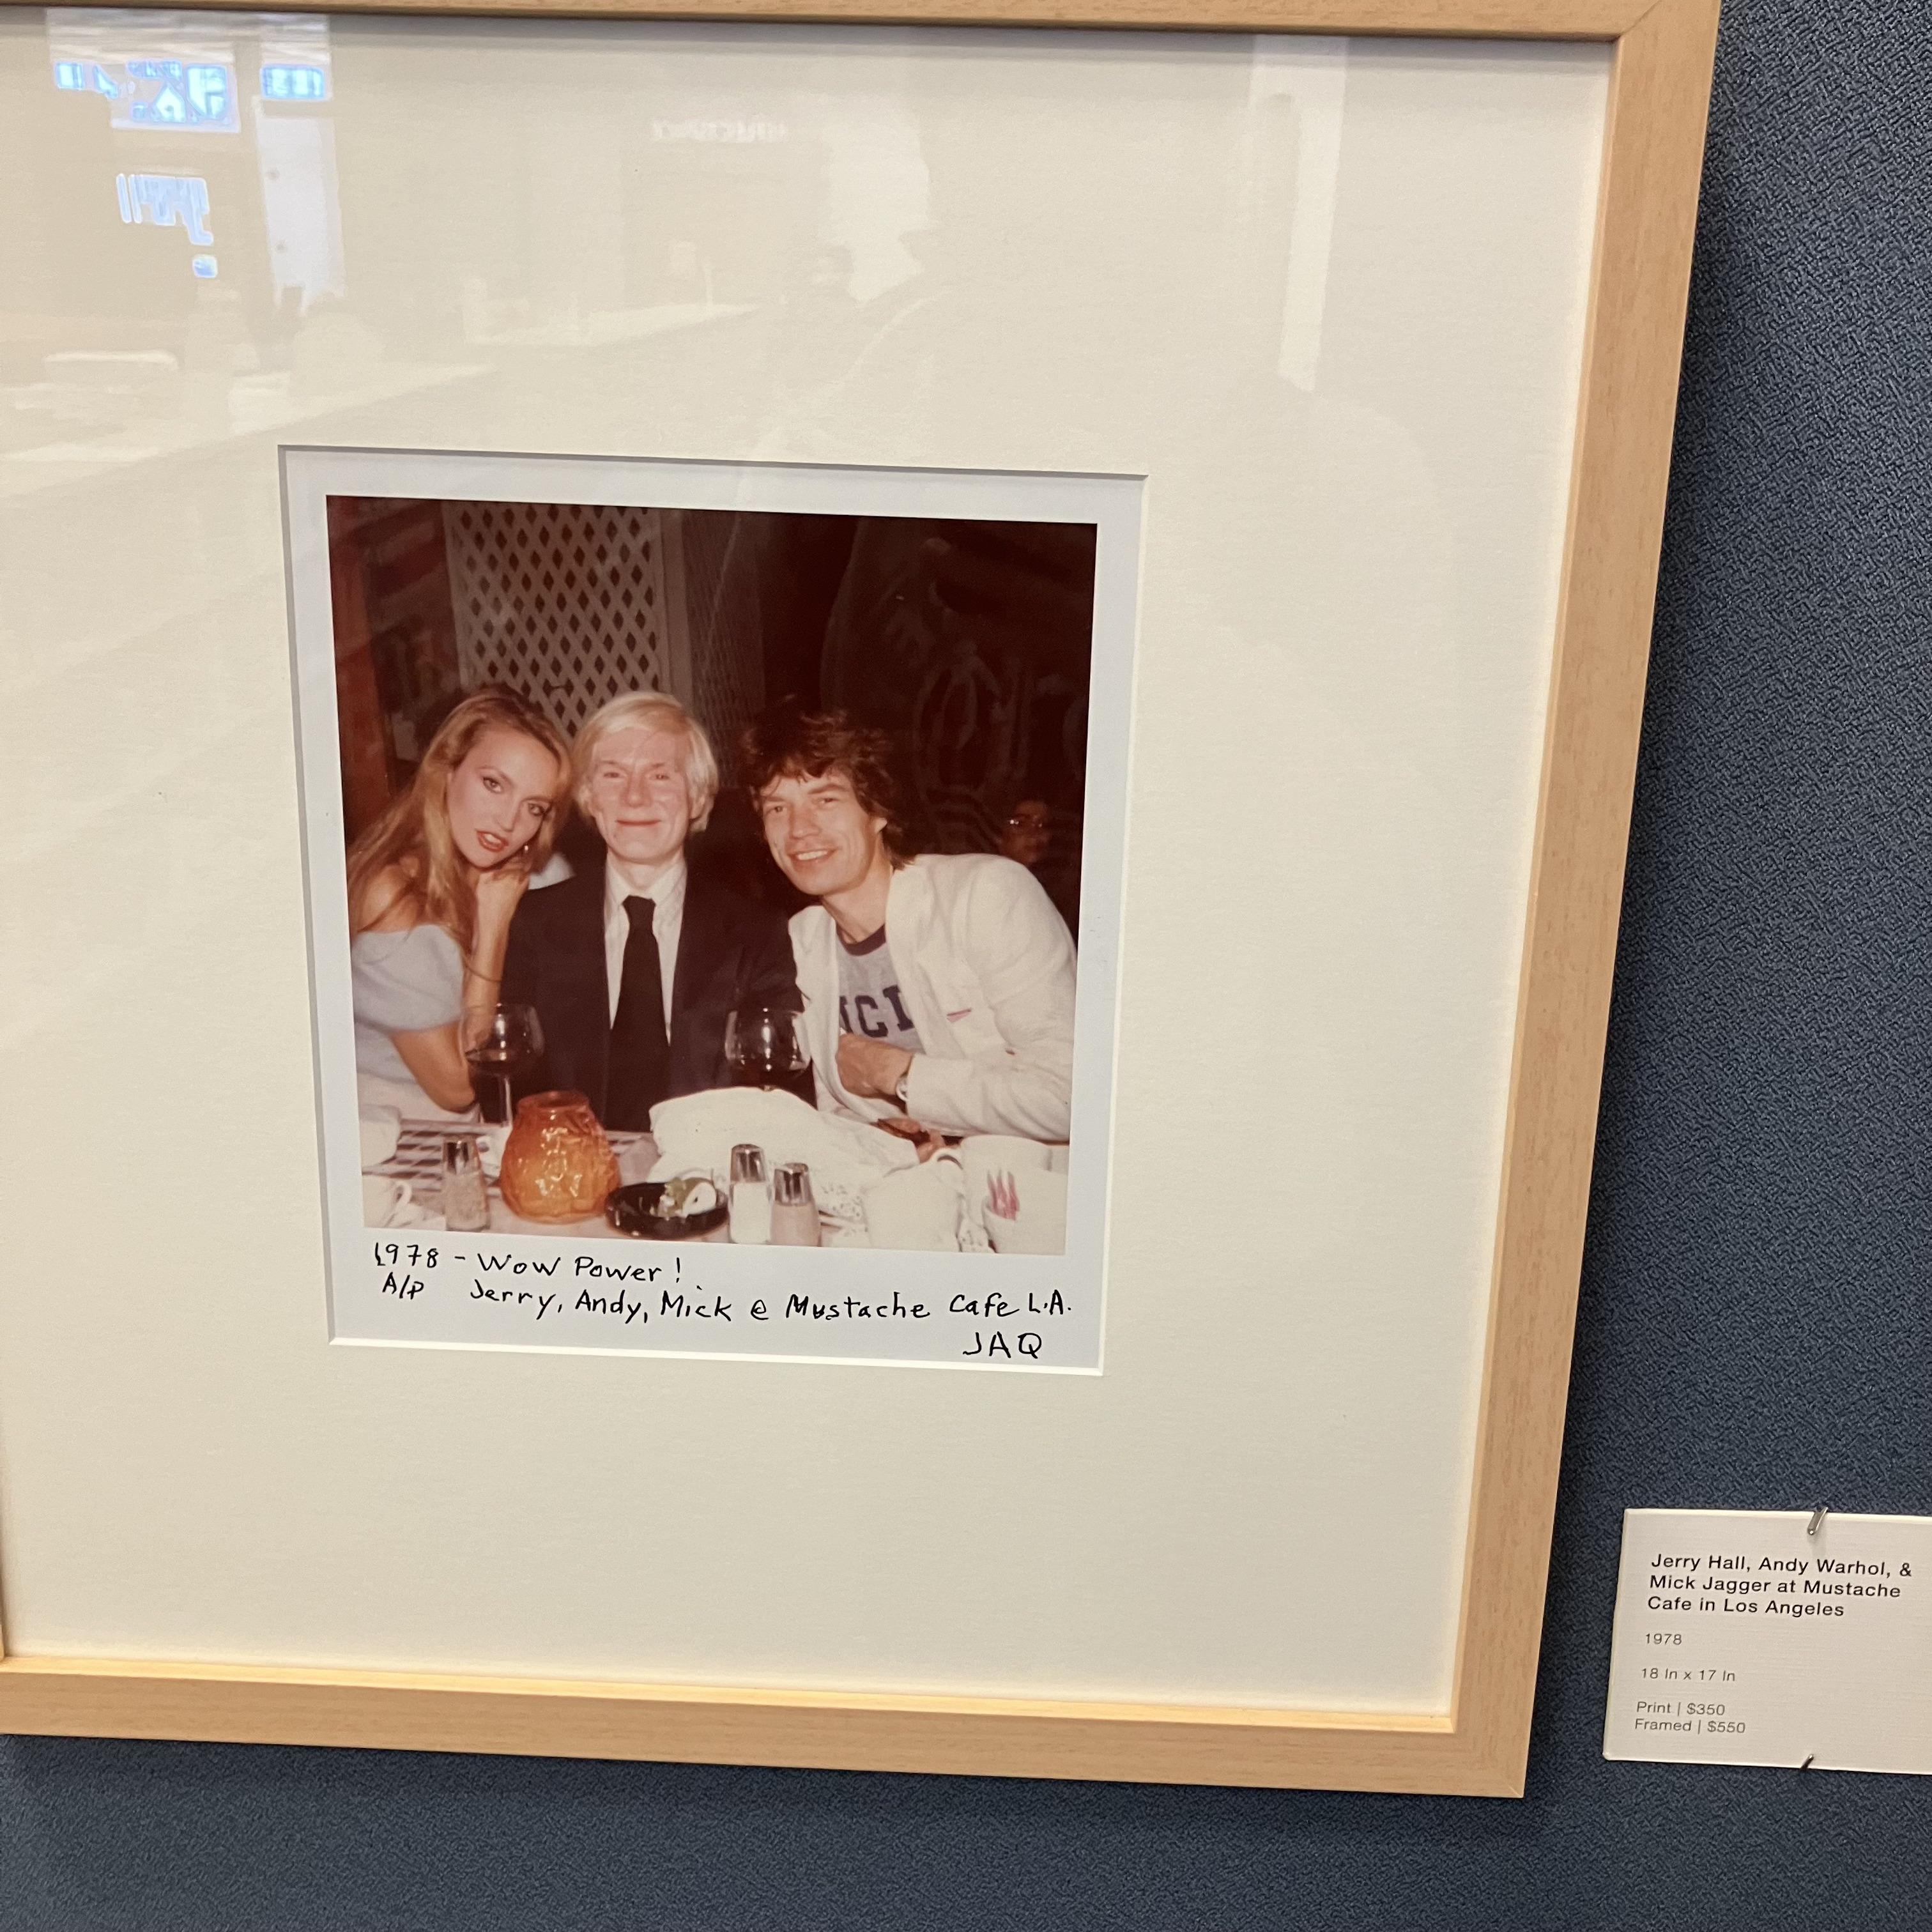 NCI
1978 - Wow Power!
A/P Jerry, Andy, Mick @ Mustache Cafe L.A.
JAQ
Jerry Hall, Andy Warhol, &
Mick Jagger at Mustache
Cafe in Los Angeles
1978
18 In x 17 In
Print | $350
Framed | $550